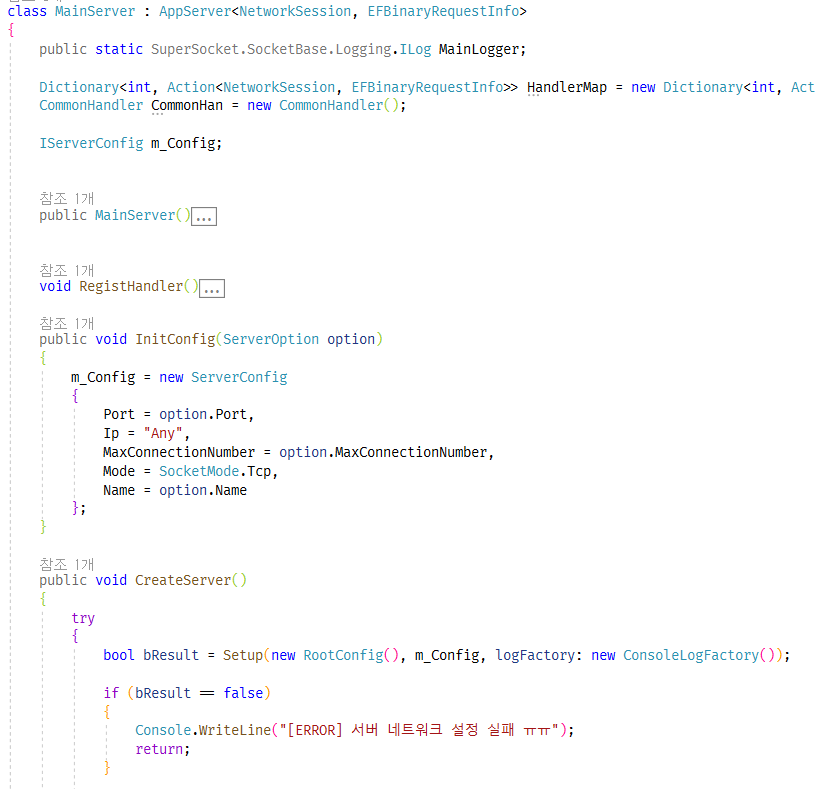 class MainServer : AppServer<NetworkSession, EFBinaryRequestInfo>
{
public static SuperSocket.SocketBase.Logging.ILog MainLogger;
Dictionary<int, Action<NetworkSession, EFBinaryRequestInfo>> HandlerMap = new Dictionary<int, Act
CommonHandler CommonHan = new CommonHandler();
IServerConfig m_Config;
참조 1개
public MainServer()...
참조 1개
void RegistHandler()...
참조 1개
public void InitConfig(ServerOption option)
{
m_Config = new ServerConfig
{
Port = option.Port,
Ip = "Any",
MaxConnectionNumber = option.MaxConnectionNumber,
Mode = SocketMode.Tcp,
Name = option.Name
};
}
참조 1개
public void CreateServer()
{
try
{
bool bResult = Setup(new RootConfig(), m_Config, logFactory: new ConsoleLogFactory());
if (bResult == false)
{
Console.WriteLine("[ERROR] 서버 네트워크 설정 실패 ㅠㅠ");
return;
}